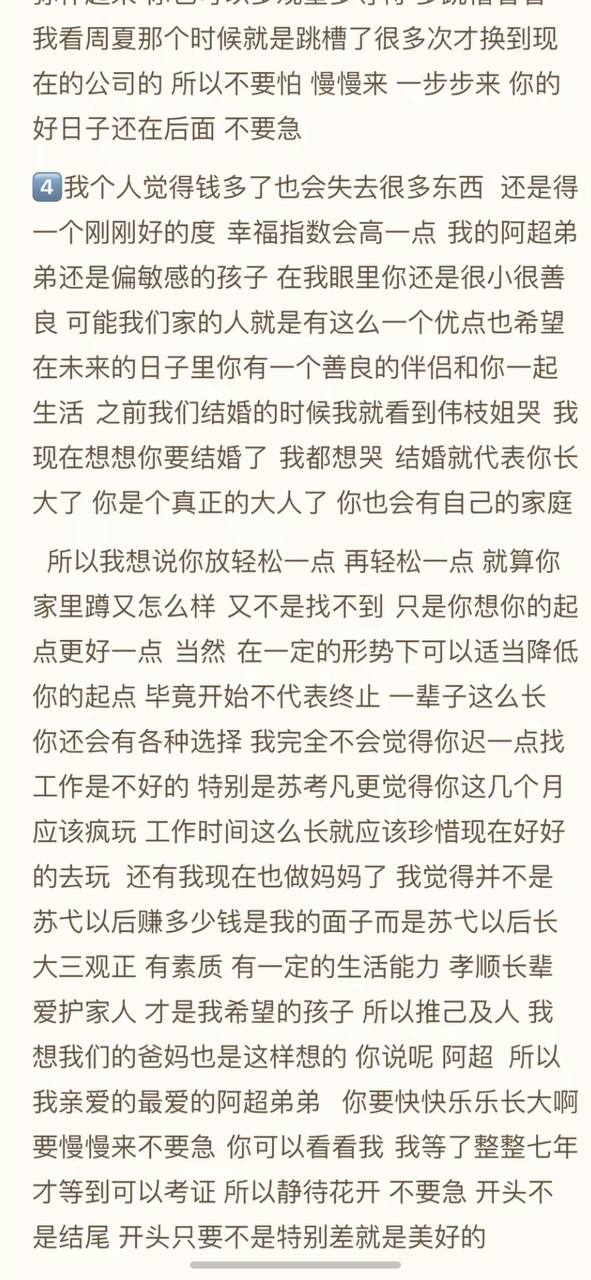 我看周夏那个时候就是跳槽了很多次才换到现
在的公司的 所以不要怕 慢慢来 一步步来 你的
好日子还在后面 不要急
4️⃣我个人觉得钱多了也会失去很多东西 还是得
一个刚刚好的度 幸福指数会高一点 我的阿超弟
弟还是偏敏感的孩子 在我眼里你还是很小很善
良 可能我们家的人就是有这么一个优点也希望
在未来的日子里你有一个善良的伴侣和你一起
生活 之前我们结婚的时候我就看到伟枝姐哭 我
现在想想你要结婚了 我都想哭 结婚就代表你长
大了 你是个真正的大人了 你也会有自己的家庭
所以我想说你放轻松一点 再轻松一点 就算你
家里蹲又怎么样 又不是找不到 只是你想你的起
点更好一点 当然 在一定的形势下可以适当降低
你的起点 毕竟开始不代表终止 一辈子这么长
你还会有各种选择 我完全不会觉得你迟一点找
工作是不好的 特别是苏考凡更觉得你这几个月
应该疯玩 工作时间这么长就应该珍惜现在好好
的去玩 还有我现在也做妈妈了 我觉得并不是
苏弋以后赚多少钱是我的面子而是苏弋以后长
大三观正 有素质 有一定的生活能力 孝顺长辈
爱护家人 才是我希望的孩子 所以推己及人 我
想我们的爸妈也是这样想的 你说呢 阿超 所以
我亲爱的最爱的阿超弟弟 你要快快乐乐长大啊
要慢慢来不要急 你可以看看我 我等了整整七年
才等到可以考证 所以静待花开 不要急 开头不
是结尾 开头只要不是特别差就是美好的